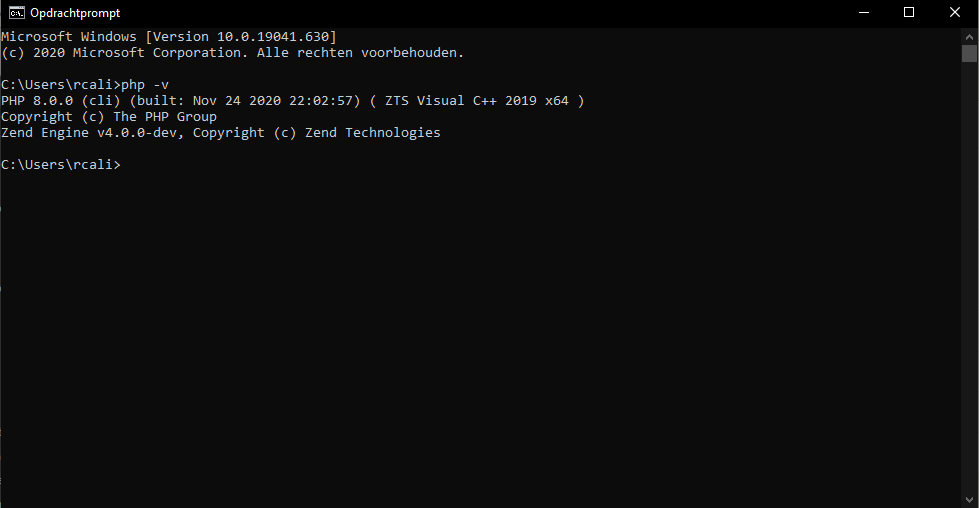 Opdrachtprompt
Microsoft Windows [Version 10.0.19041.630]
(c) 2020 Microsoft Corporation. Alle rechten voorbehouden.
C:\Users\rcali>php -v
PHP 8.0.0 (cli) (built: Nov 24 2020 22:02:57) ( ZTS Visual C++ 2019 x64 )
Copyright (c) The PHP Group
Zend Engine v4.0.0-dev, Copyright (c) Zend Technologies
C:\Users\rcali>